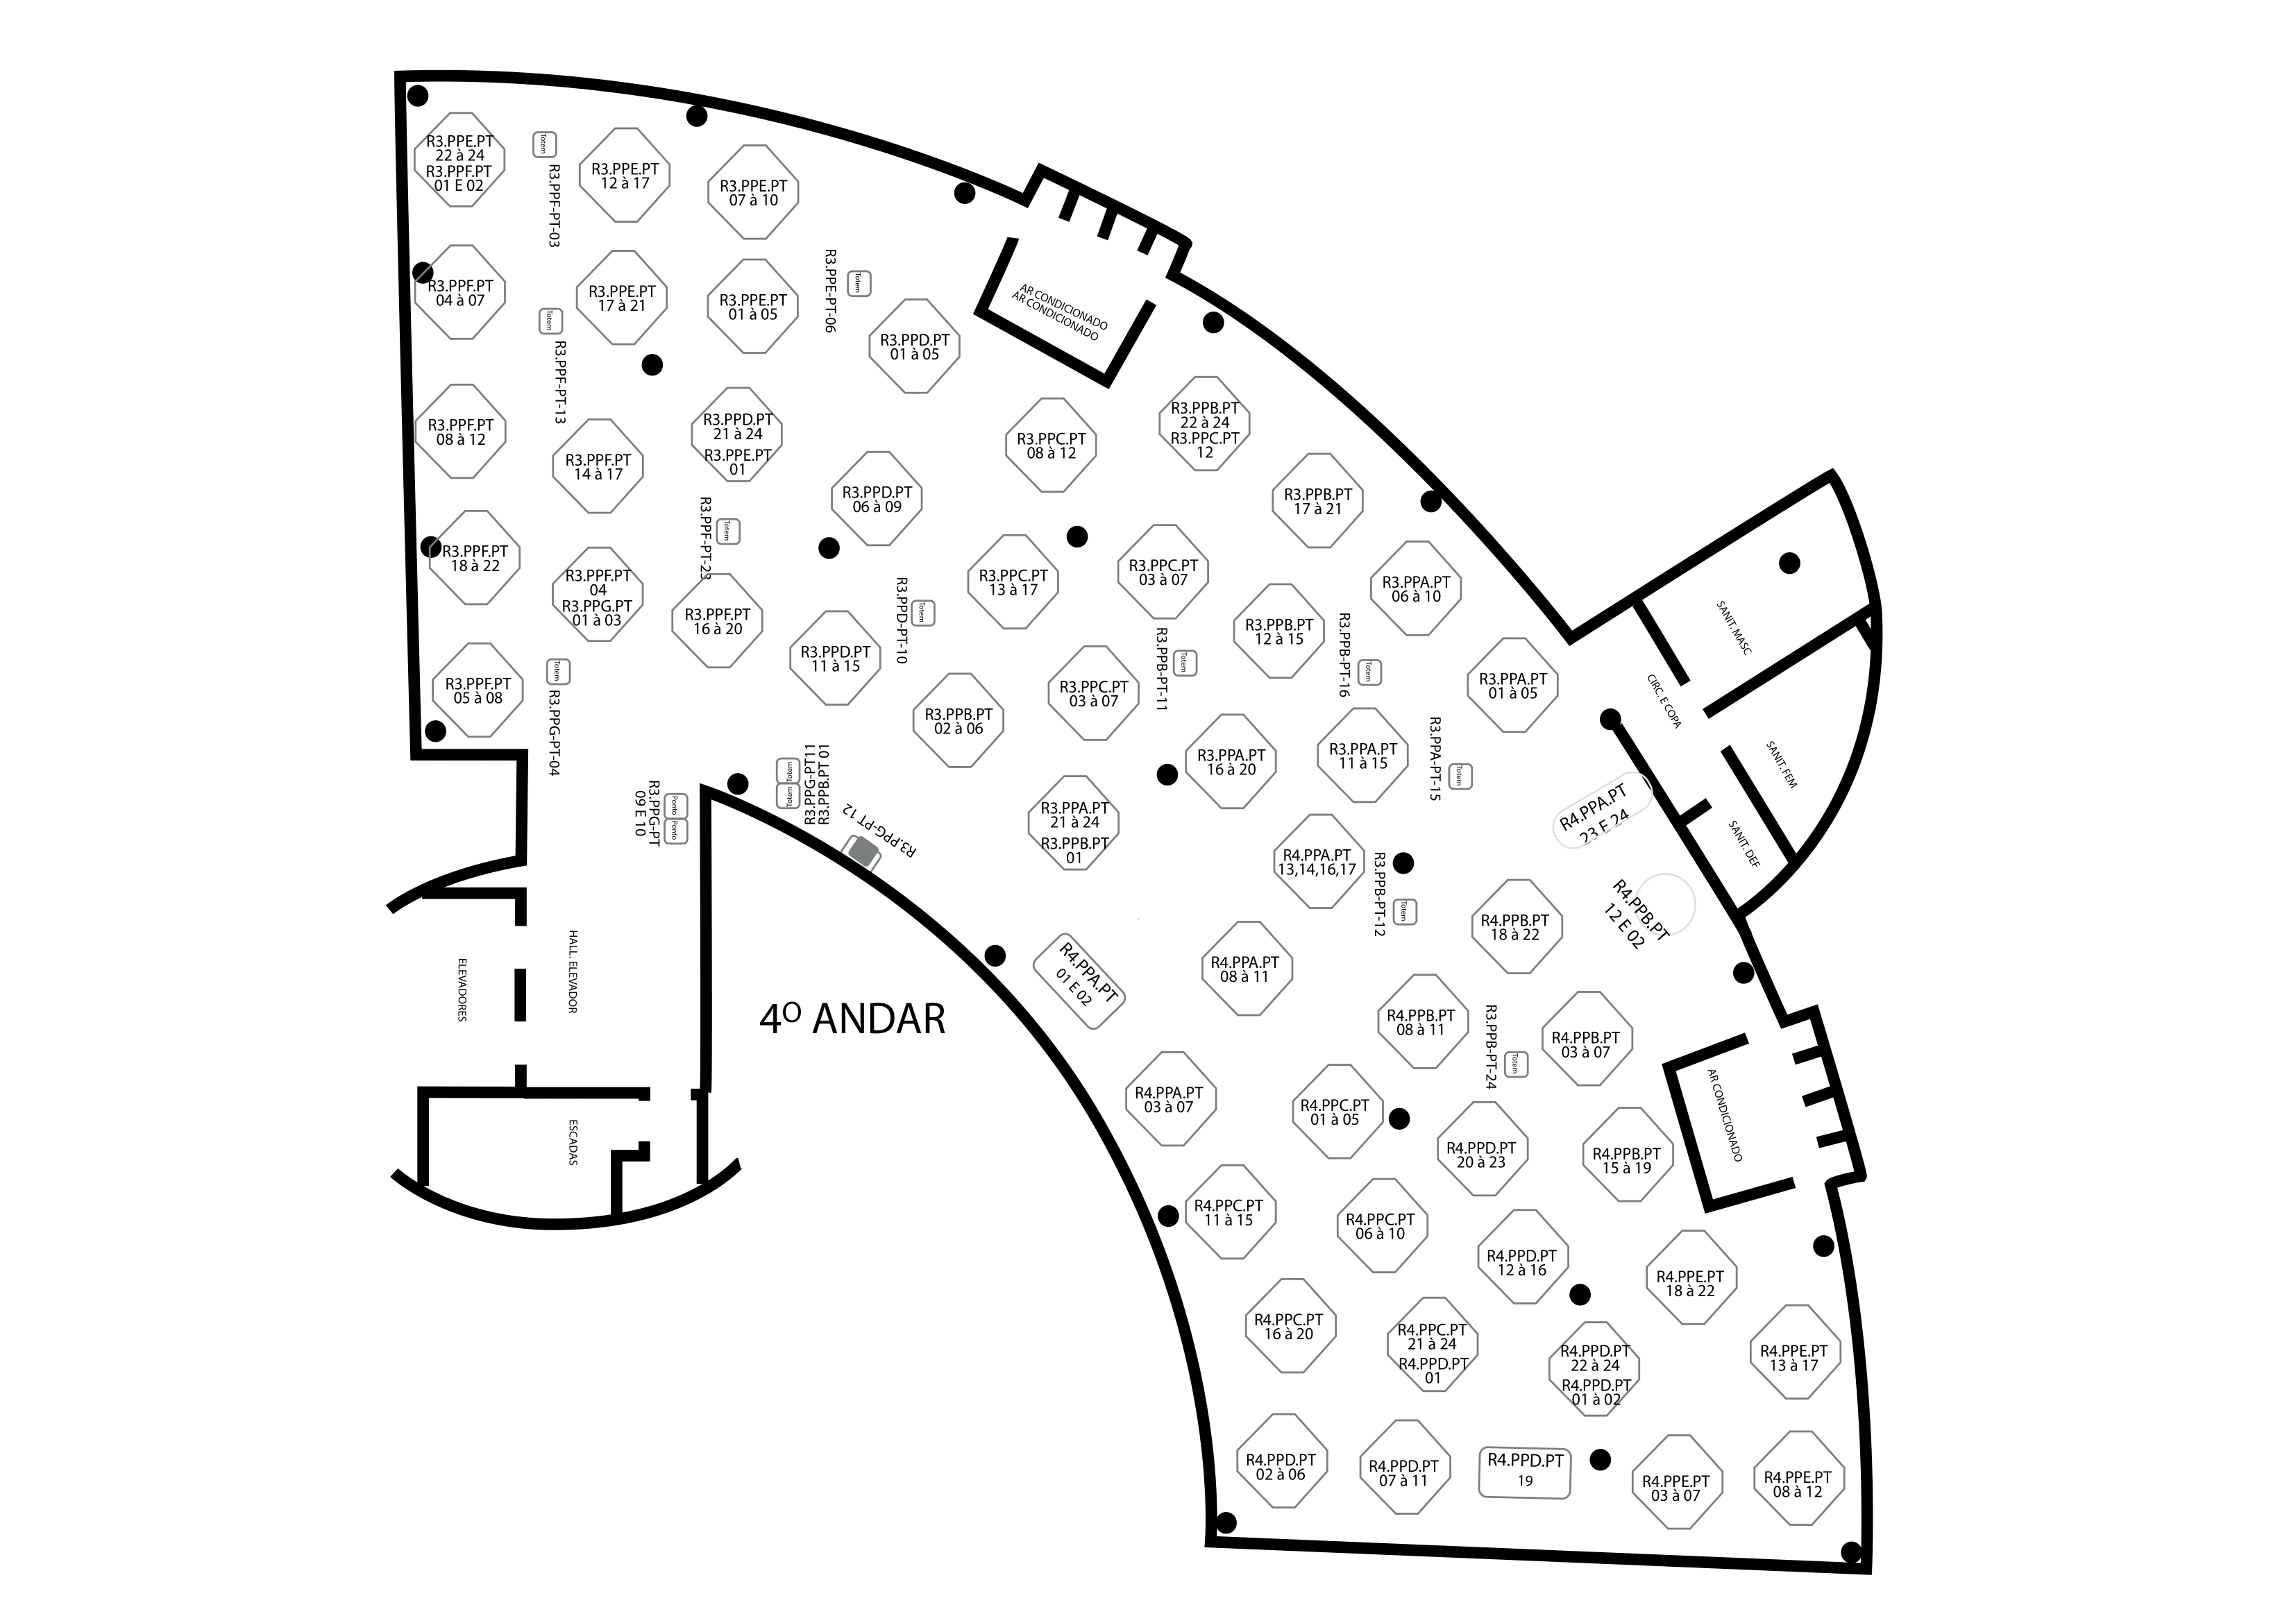 R3.PPE.PT
22 à 24
R3.PPF.PT
01 E 02
Totem
R3.PPF-PT-03
R3.PPE.PT
12 à 17
R3.PPE.PT
07 à 10
R3.PPF.PT
04 à 07
Totem
R3.PPF-PT-13
R3.PPE.PT
17 à 21
R3.PPE.PT
01 à 05
R3.PPE-PT-06
Totem
R3.PPD.PT
01 à 05
AR CONDICIONADO
AR CONDICIONADO
R3.PPF.PT
08 à 12
R3.PPF.PT
14 à 17
R3.PPD.PT
21 à 24
R3.PPE.PT
01
R3.PPD.PT
06 à 09
R3.PPC.PT
08 à 12
R3.PPB.PT
22 à 24
R3.PPC.PT
12
R3.PPB.PT
17 à 21
R3.PPF.PT
18 à 22
R3.PPF.PT
04
R3.PPG.PT
01 à 03
R3.PPF-PT-23
Totem
R3.PPF.PT
16 à 20
R3.PPD.PT
11 à 15
R3.PPD-PT-10
Totem
R3.PPC.PT
13 à 17
R3.PPC.PT
03 à 07
R3.PPB.PT
12 à 15
R3.PPA.PT
06 à 10
SANIT. MASC
R3.PPF.PT
05 à 08
Totem
R3.PPG-PT-04
R3.PPB.PT
02 à 06
R3.PPC.PT
03 à 07
R3.PPB-PT-11
Totem
R3.PPB-PT-16
Totem
R3.PPA.PT
01 à 05
CIRC. E COPA
SANIT. FEM
SANIT. DEF
R3.PPG-PT
09 E 10
Ponto
Ponto
Totem
Totem
R3.PPG-PT11
R3.PPB.PT.101
R3.PPG-PT 12
R3.PPA.PT
21 à 24
R3.PPB.PT
01
R3.PPA.PT
16 à 20
R3.PPA.PT
11 à 15
R3.PPA-PT-15
Totem
R4.PPA.PT
23 E 24
R4.PPA.PT
13,14,16,17
R3.PPB-PT-12
Totem
R4.PPB.PT
18 à 22
R4.PPB.PT
12 E 02
ELEVADORES
HALL. ELEVADOR
4º ANDAR
R4.PPA.PT
01 E 02
R4.PPA.PT
08 à 11
R4.PPB.PT
08 à 11
R3.PPB-PT-24
Totem
R4.PPB.PT
03 à 07
AR CONDICIONADO
ESCADAS
R4.PPA.PT
03 à 07
R4.PPC.PT
01 à 05
R4.PPD.PT
20 à 23
R4.PPB.PT
15 à 19
R4.PPC.PT
11 à 15
R4.PPC.PT
06 à 10
R4.PPD.PT
12 à 16
R4.PPE.PT
18 à 22
R4.PPC.PT
16 à 20
R4.PPC.PT
21 à 24
R4.PPD.PT
01
R4.PPD.PT
22 à 24
R4.PPD.PT
01 à 02
R4.PPE.PT
13 à 17
R4.PPD.PT
02 à 06
R4.PPD.PT
07 à 11
R4.PPD.PT
19
R4.PPE.PT
03 à 07
R4.PPE.PT
08 à 12